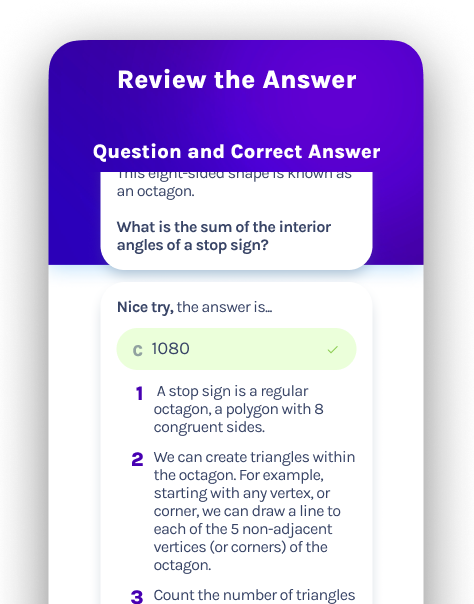 Review the Answer
Question and Correct Answer
This eight-sided shape is known as
an octagon.
What is the sum of the interior
angles of a stop sign?
Nice try, the answer is...
C 1080
1 A stop sign is a regular
octagon, a polygon with 8
congruent sides.
2 We can create triangles within
the octagon. For example,
starting with any vertex, or
corner, we can draw a line to
each of the 5 non-adjacent
vertices (or corners) of the
octagon.
3 Count the number of triangles